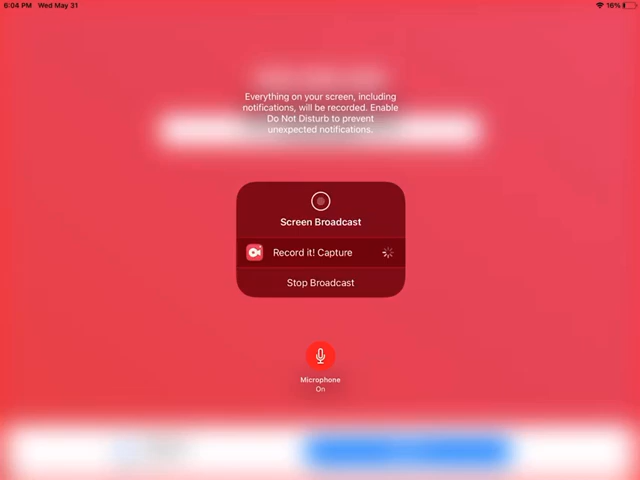 6:04 PM Wed May 31
16%
Everything on your screen, including
notifications, will be recorded. Enable
Do Not Disturb to prevent
unexpected notifications.
Screen Broadcast
Record it! Capture
Stop Broadcast
Microphone
On